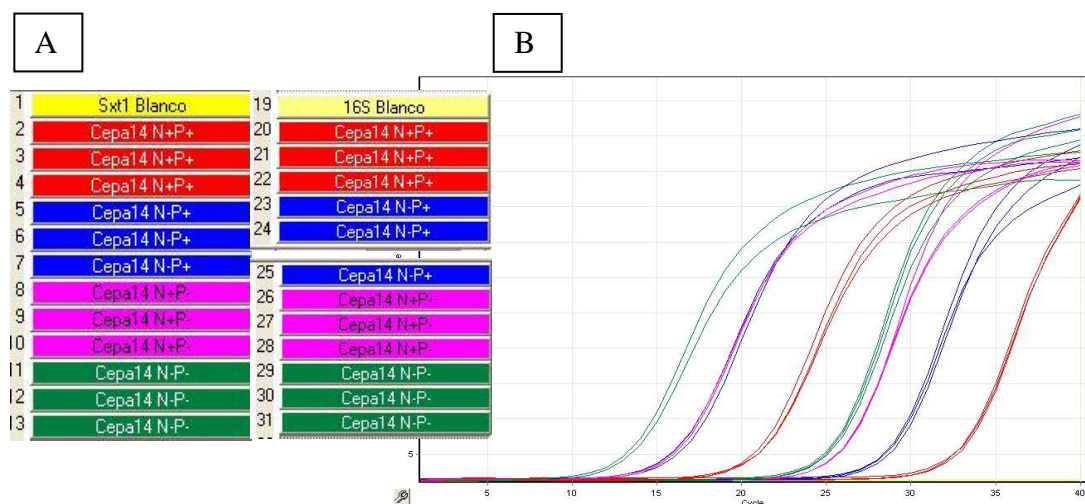 A
B
1 Sxt1 Blanco
2 Cepa14 N+P+
3 Cepa14 N+P+
4 Cepa14 N+P+
5 Cepa14 N-P+
6 Cepa14 N-P+
7 Cepa14 N-P+
8 Cepa14 N+P-
9 Cepa14 N+P-
10 Cepa14 N+P-
11 Cepa14 N-P-
12 Cepa14 N-P-
13 Cepa14 N-P-
19 16S Blanco
20 Cepa14 N+P+
21 Cepa14 N+P+
22 Cepa14 N+P+
23 Cepa14 N-P+
24 Cepa14 N-P+
25 Cepa14 N-P+
26 Cepa14 N+P-
27 Cepa14 N+P-
28 Cepa14 N+P-
29 Cepa14 N-P-
30 Cepa14 N-P-
31 Cepa14 N-P-
5
5 10 15 20 25 30 35 40
Cycle